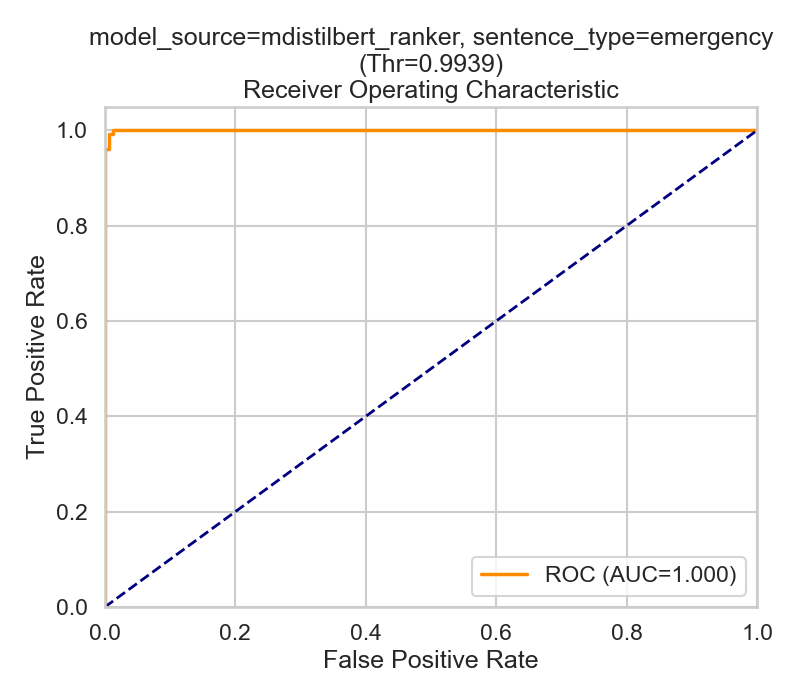 model_source=mdistilbert_ranker, sentence_type=emergency
(Thr=0.9939)
Receiver Operating Characteristic
1.0
0.8
0.6
0.4
0.2
0.0
True Positive Rate
ROC (AUC=1.000)
0.0 0.2 0.4 0.6 0.8 1.0
False Positive Rate